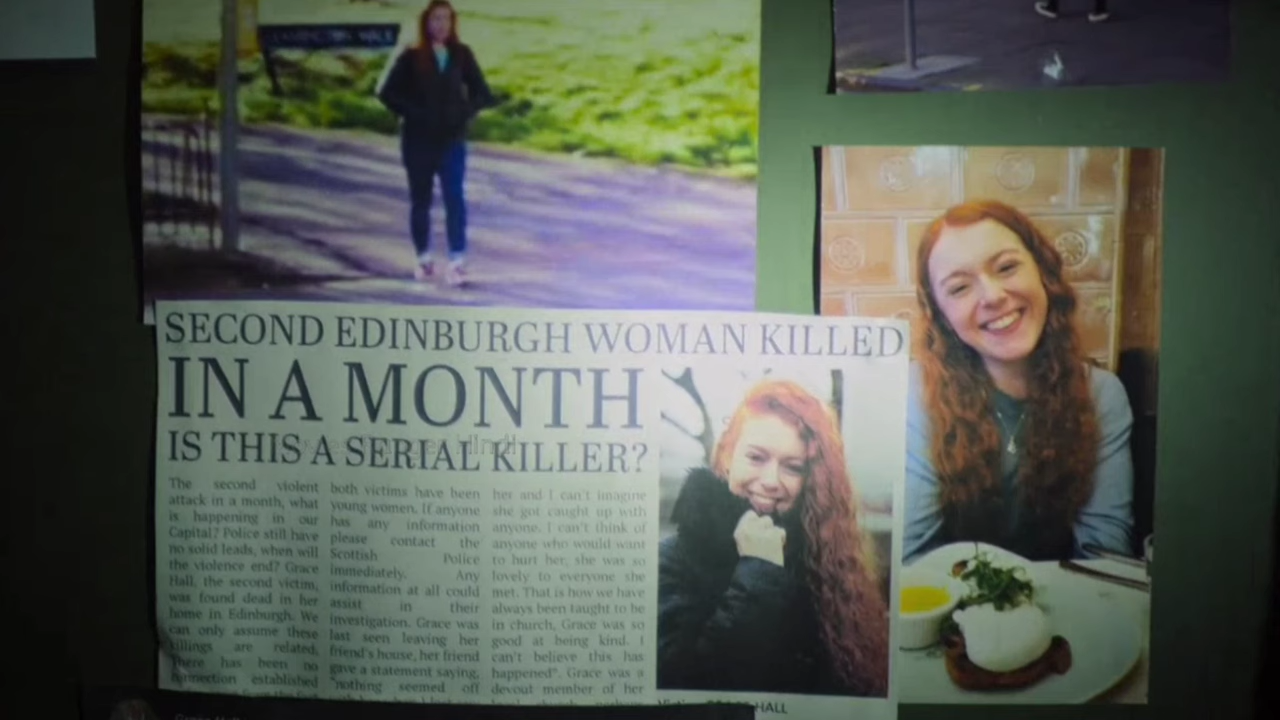 SECOND EDINBURGH WOMAN KILLED
IN A MONTH
IS THIS A SERIAL KILLER?
The second violent
attack in a month, what
is happening in our
Capital? Police still have
no solid leads, when will
the violence end? Grace
Hall, the second victim,
was found dead in her
home in Edinburgh. We
can only assume these
killings are related,
There has been no
connection established
both victims have been
young women. If anyone
has any information
please contact the
Scottish Police
immediately. Any
information at all could
assist in their
investigation. Grace was
last seen leaving her
friend's house, her friend
gave a statement saying,
"nothing seemed off
her and I can't imagine
she got caught up with
anyone. I can't think of
anyone who would want
to hurt her, she was so
lovely to everyone she
met. That is how we have
always been taught to be
in church, Grace was so
good at being kind. I
can't believe this has
happened". Grace was a
devout member of her
HALL